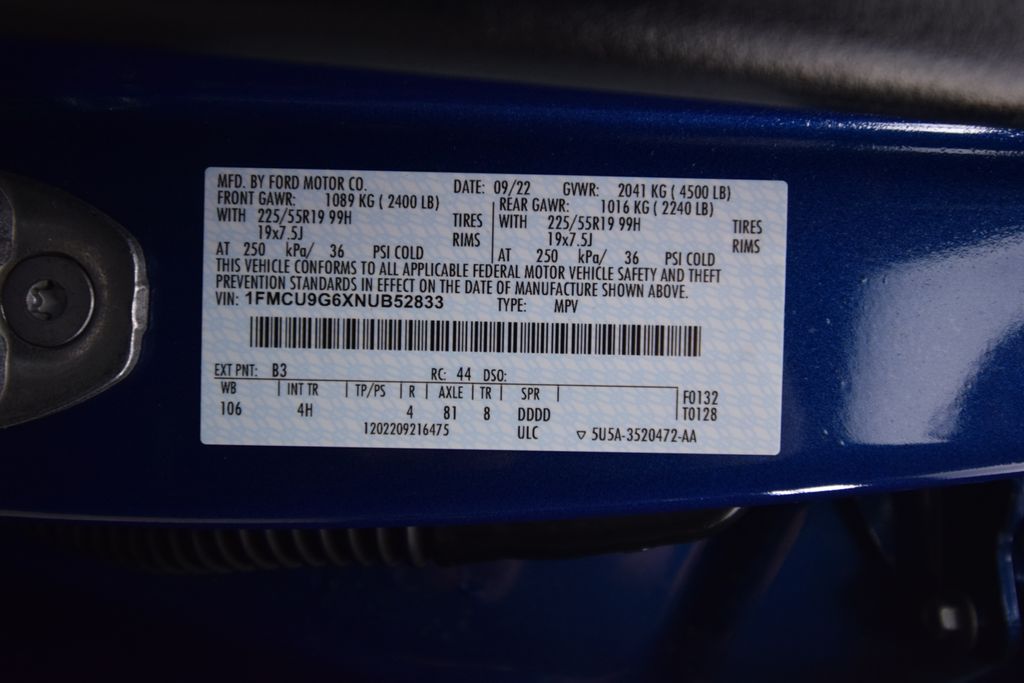 MFD. BY FORD MOTOR CO. DATE: 09/22 GVWR: 2041 KG ( 4500 LB)
FRONT GAWR: 1089 KG ( 2400 LB) REAR GAWR: 1016 KG ( 2240 LB)
WITH 225/55R19 99H TIRES WITH 225/55R19 99H TIRES
19x7.5J RIMS 19x7.5J RIMS
AT 250 kPa/ 36 PSI COLD AT 250 kPa/ 36 PSI COLD
THIS VEHICLE CONFORMS TO ALL APPLICABLE FEDERAL MOTOR VEHICLE SAFETY AND THEFT
PREVENTION STANDARDS IN EFFECT ON THE DATE OF MANUFACTURE SHOWN ABOVE.
VIN: 1FMCU9G6XNUB52833 TYPE: MPV
EXT PNT: B3 RC: 44 DSO:
WB INT TR TP/PS R AXLE TR SPR F0132
106 4H 4 81 8 DDDD T0128
1202209216475 ULC ▽ 5U5A-3520472-AA